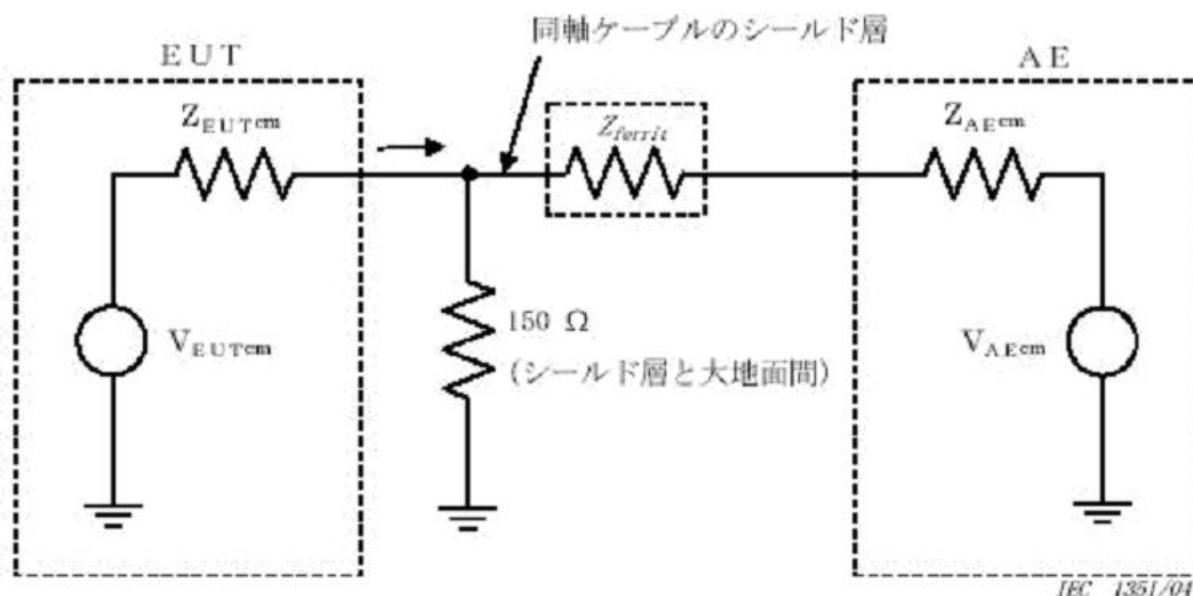 同軸ケーブルのシールド層
EUT
AE
ZEUTcm
Zferrit
ZAEcm
VEUTcm
150 Ω
(シールド層と大地面間)
VAEcm
IEC 1351/04